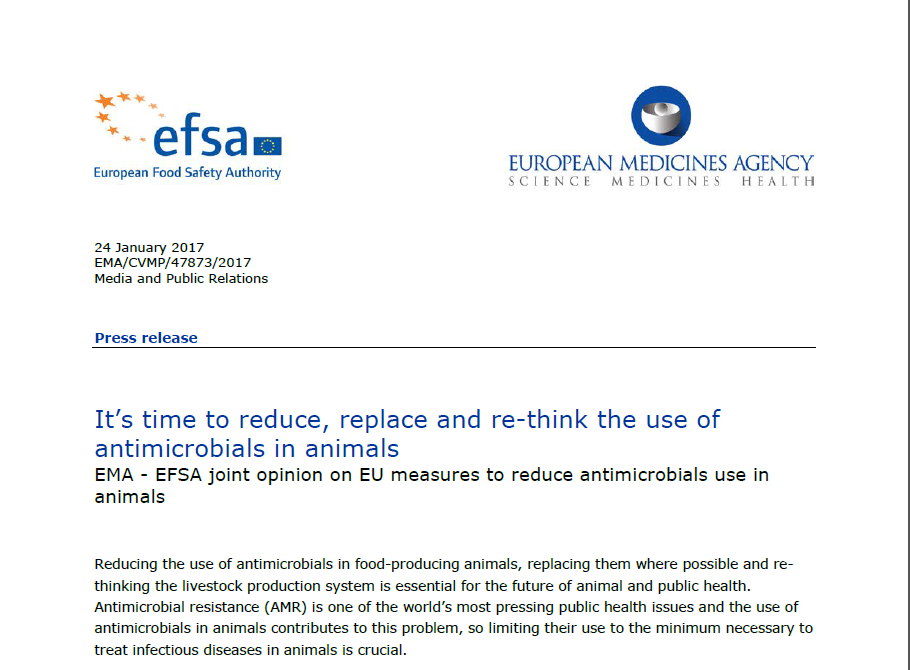 efsa
European Food Safety Authority
EUROPEAN MEDICINES AGENCY
SCIENCE MEDICINES HEALTH
24 January 2017
EMA/CVMP/47873/2017
Media and Public Relations
Press release
It’s time to reduce, replace and re-think the use of
antimicrobials in animals
EMA - EFSA joint opinion on EU measures to reduce antimicrobials use in
animals
Reducing the use of antimicrobials in food-producing animals, replacing them where possible and re-
thinking the livestock production system is essential for the future of animal and public health.
Antimicrobial resistance (AMR) is one of the world’s most pressing public health issues and the use of
antimicrobials in animals contributes to this problem, so limiting their use to the minimum necessary to
treat infectious diseases in animals is crucial.